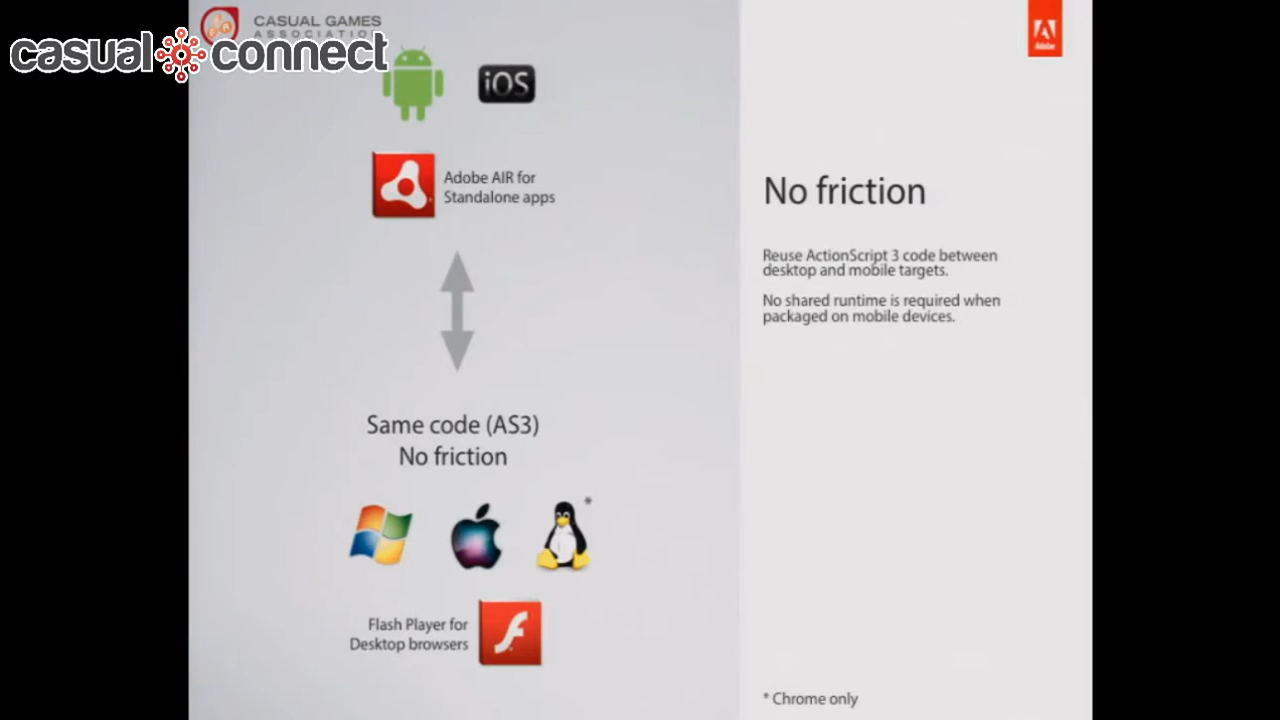 CASUAL GAMES
ASSOCIATION
casual connect
Adobe
iOS
Adobe AIR for
Standalone apps
No friction
Reuse ActionScript 3 code between
desktop and mobile targets.
No shared runtime is required when
packaged on mobile devices.
Same code (AS3)
No friction
*
Flash Player for
Desktop browsers
* Chrome only